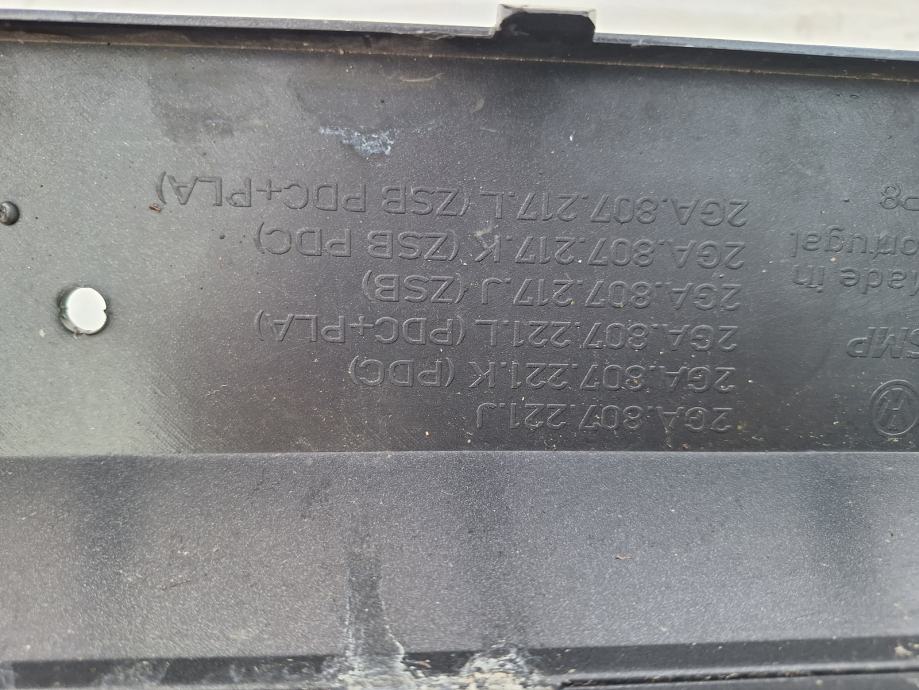 2GA.807.221.J
2GA.807.221.K (PDC)
2GA.807.221.L (PDC+PLA)
2GA.807.217.J (ZSB)
2GA.807.217.K (ZSB PDC)
2GA.807.217.L (ZSB PDC+PLA)